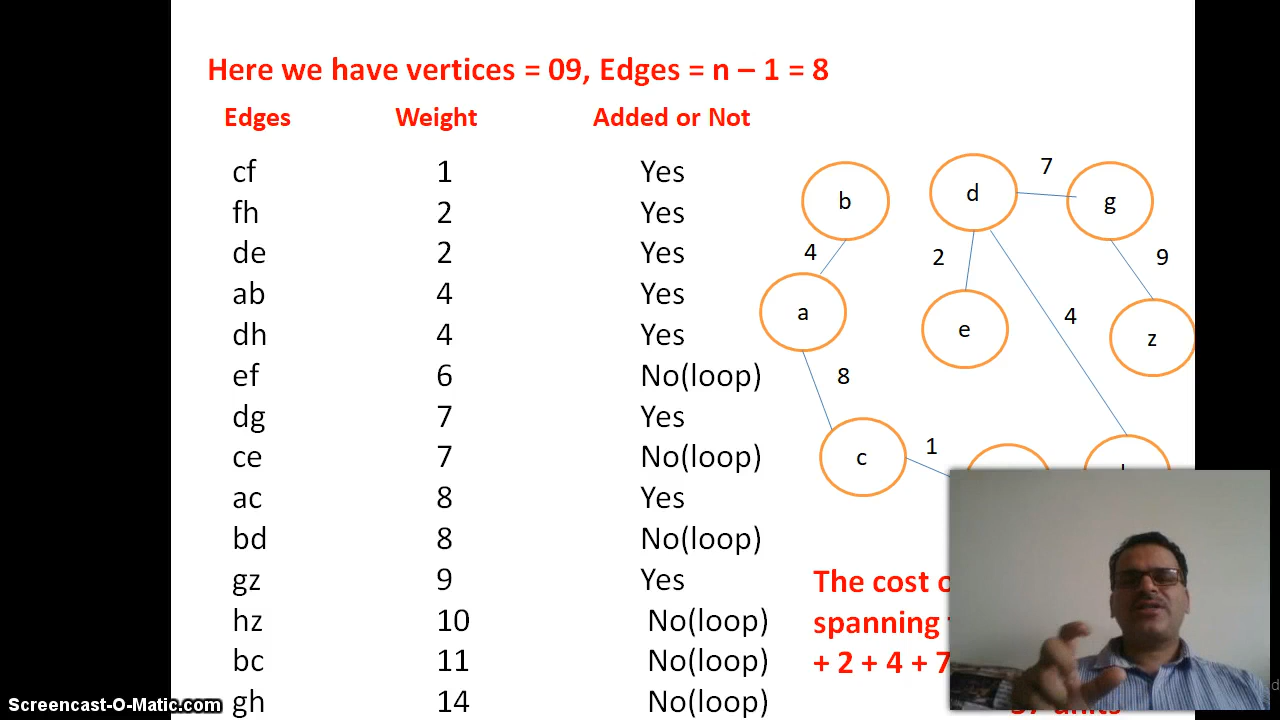 Here we have vertices = 09, Edges = n – 1 = 8
Edges Weight Added or Not
cf 1 Yes
fh 2 Yes
de 2 Yes
ab 4 Yes
dh 4 Yes
ef 6 No(loop)
dg 7 Yes
ce 7 No(loop)
ac 8 Yes
bd 8 No(loop)
gz 9 Yes
hz 10 No(loop)
bc 11 No(loop)
gh 14 No(loop)
b
d
7
g
4
2
9
a
e
4
z
8
c
1
The cost
spanning
+ 2 + 4 + 7
units
Screencast-O-Matic.com